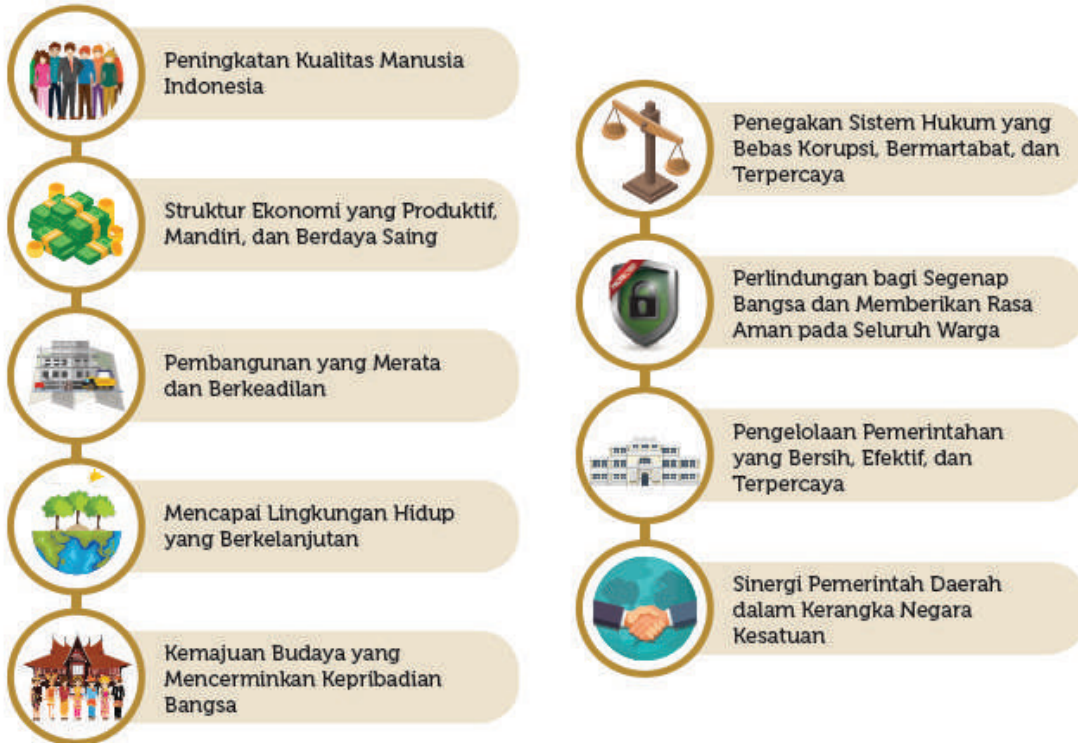 Peningkatan Kualitas Manusia
Indonesia
Struktur Ekonomi yang Produktif,
Mandiri, dan Berdaya Saing
Pembangunan yang Merata
dan Berkeadilan
Mencapai Lingkungan Hidup
yang Berkelanjutan
Kemajuan Budaya yang
Mencerminkan Kepribadian
Bangsa
Penegakan Sistem Hukum yang
Bebas Korupsi, Bermartabat, dan
Terpercaya
Perlindungan bagi Segenap
Bangsa dan Memberikan Rasa
Aman pada Seluruh Warga
Pengelolaan Pemerintahan
yang Bersih, Efektif, dan
Terpercaya
Sinergi Pemerintah Daerah
dalam Kerangka Negara
Kesatuan